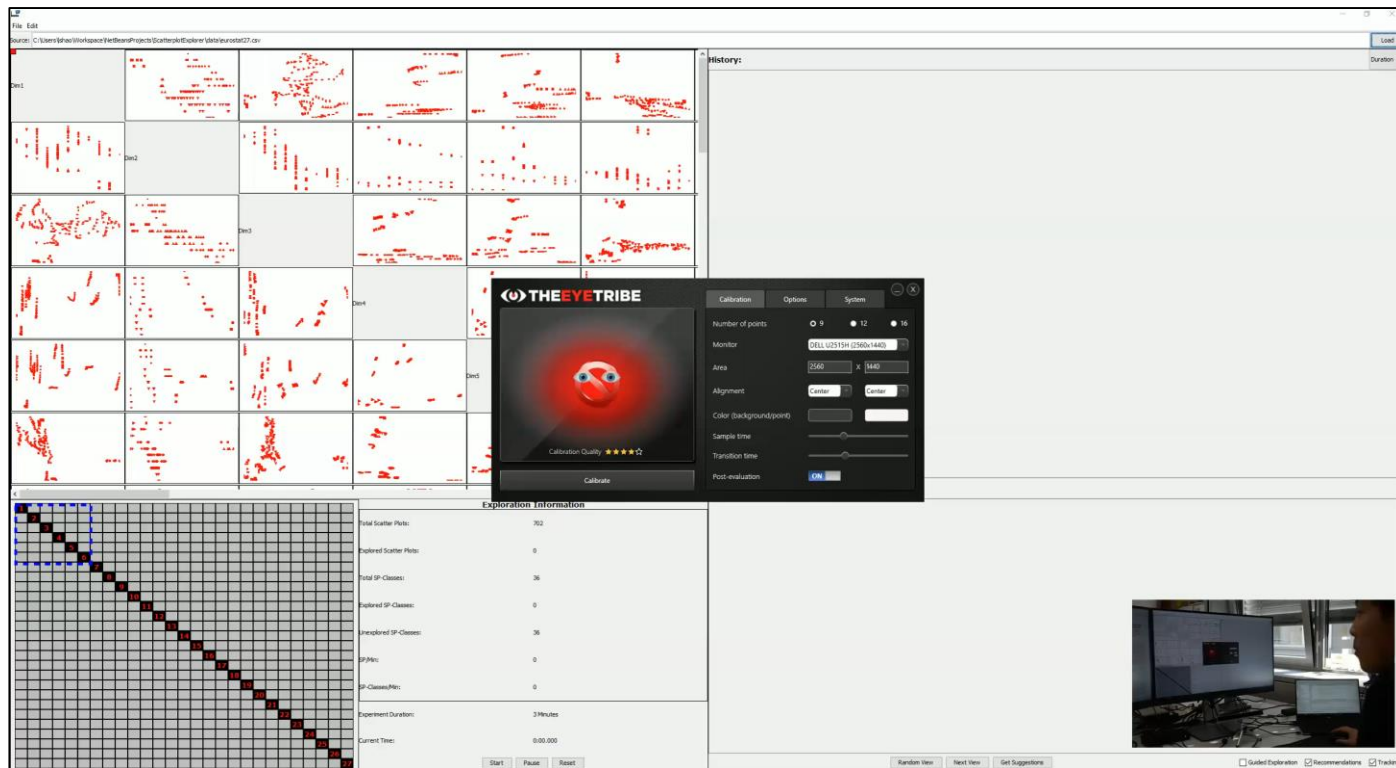 File Edit
Source: C:\Users\jshao\Workspace\NetBeansProjects\ScatterplotExplorer\data\eurostat27.csv Load
History: Duration
Dim1
Dim2
Dim3
Dim4
Dim5
THEEYETRIBE
Calibration Options System
Number of points 9 12 16
Monitor DELL U2515H (2560x1440)
Area 2560 X 1440
Alignment Center Center
Color (background/point)
Sample time
Transition time
Post-evaluation ON
Calibration Quality
Calibrate
Exploration Information
Total Scatter Plots: 702
Explored Scatter Plots: 0
Total SP-Classes: 36
Explored SP-Classes: 0
Unexplored SP-Classes: 36
SP/Min: 0
SP-Classes/Min: 0
Experiment Duration: 3 Minutes
Current Time: 0:00.000
Start Pause Reset
1
2
3
4
5
6
7
8
9
10
11
12
13
14
15
16
17
18
19
20
21
22
23
24
25
26
27
Random View Next View Get Suggestions
Guided Exploration Recommendations